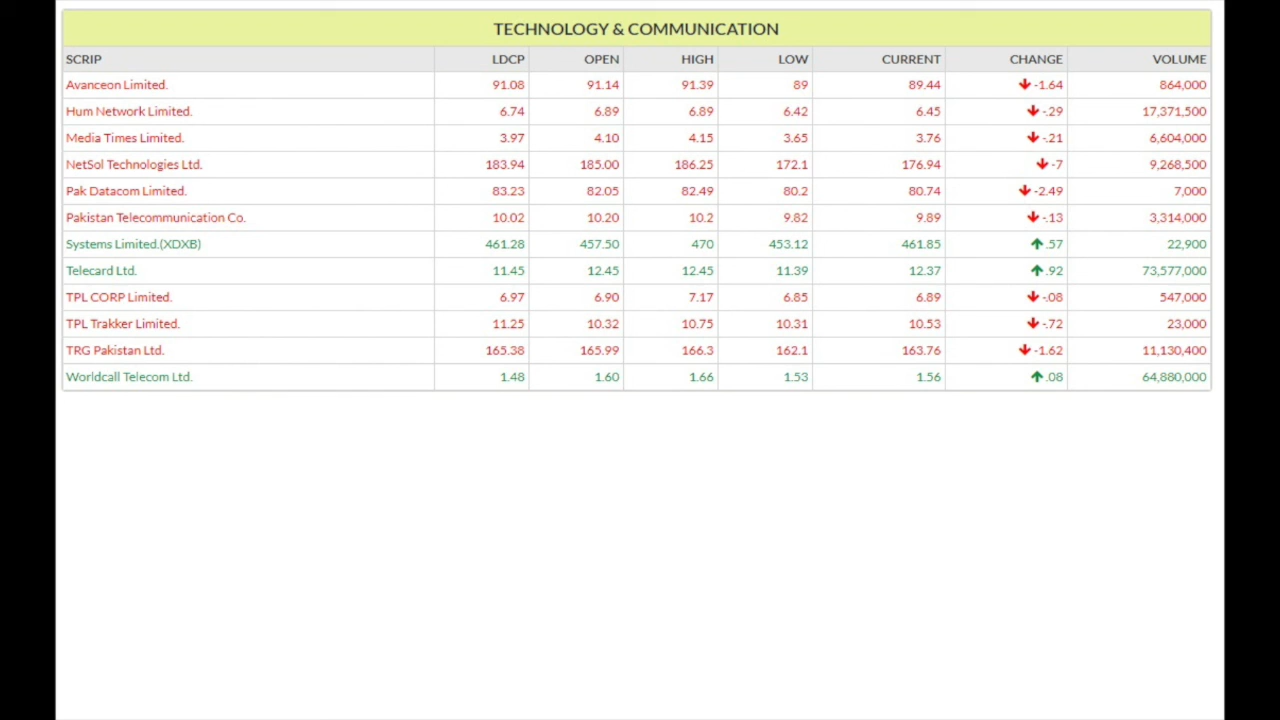 TECHNOLOGY & COMMUNICATION
SCRIP LDCP OPEN HIGH LOW CURRENT CHANGE VOLUME
Avanceon Limited. 91.08 91.14 91.39 89 89.44 -1.64 864,000
Hum Network Limited. 6.74 6.89 6.89 6.42 6.45 -.29 17,371,500
Media Times Limited. 3.97 4.10 4.15 3.65 3.76 -.21 6,604,000
NetSol Technologies Ltd. 183.94 185.00 186.25 172.1 176.94 -7 9,268,500
Pak Datacom Limited. 83.23 82.05 82.49 80.2 80.74 -2.49 7,000
Pakistan Telecommunication Co. 10.02 10.20 10.2 9.82 9.89 -.13 3,314,000
Systems Limited.(XDXB) 461.28 457.50 470 453.12 461.85 .57 22,900
Telecard Ltd. 11.45 12.45 12.45 11.39 12.37 .92 73,577,000
TPL CORP Limited. 6.97 6.90 7.17 6.85 6.89 -.08 547,000
TPL Trakker Limited. 11.25 10.32 10.75 10.31 10.53 -.72 23,000
TRG Pakistan Ltd. 165.38 165.99 166.3 162.1 163.76 -1.62 11,130,400
Worldcall Telecom Ltd. 1.48 1.60 1.66 1.53 1.56 .08 64,880,000